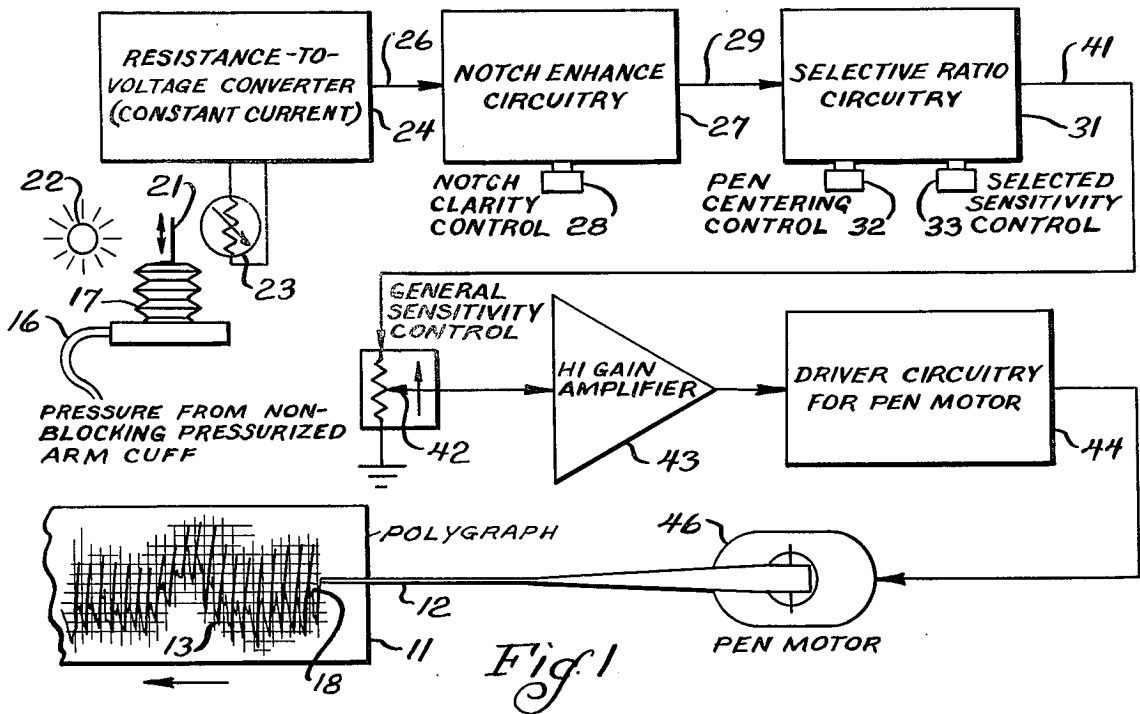 RESISTANCE-TO-
VOLTAGE CONVERTER
(CONSTANT CURRENT)
24
26
NOTCH ENHANCE
CIRCUITRY
27
29
SELECTIVE RATIO
CIRCUITRY
31
41
22
21
23
17
16
NOTCH
CLARITY
CONTROL 28
PEN
CENTERING
CONTROL 32
33
SELECTED
SENSITIVITY
CONTROL
PRESSURE FROM NON-
BLOCKING PRESSURIZED
ARM CUFF
GENERAL
SENSITIVITY
CONTROL
42
HI GAIN
AMPLIFIER
43
DRIVER CIRCUITRY
FOR PEN MOTOR
44
POLYGRAPH
46
12
13
18
11
PEN MOTOR
Fig. 1